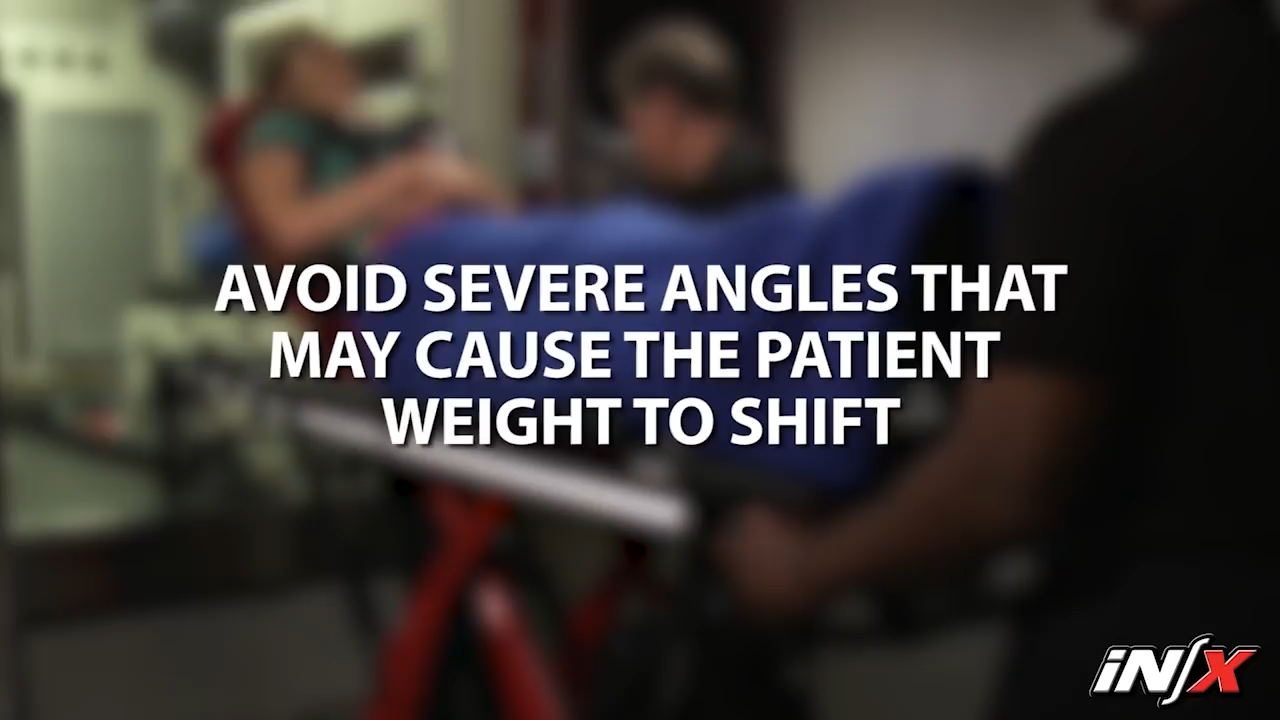 AVOID SEVERE ANGLES THAT
MAY CAUSE THE PATIENT
WEIGHT TO SHIFT
iN∫X